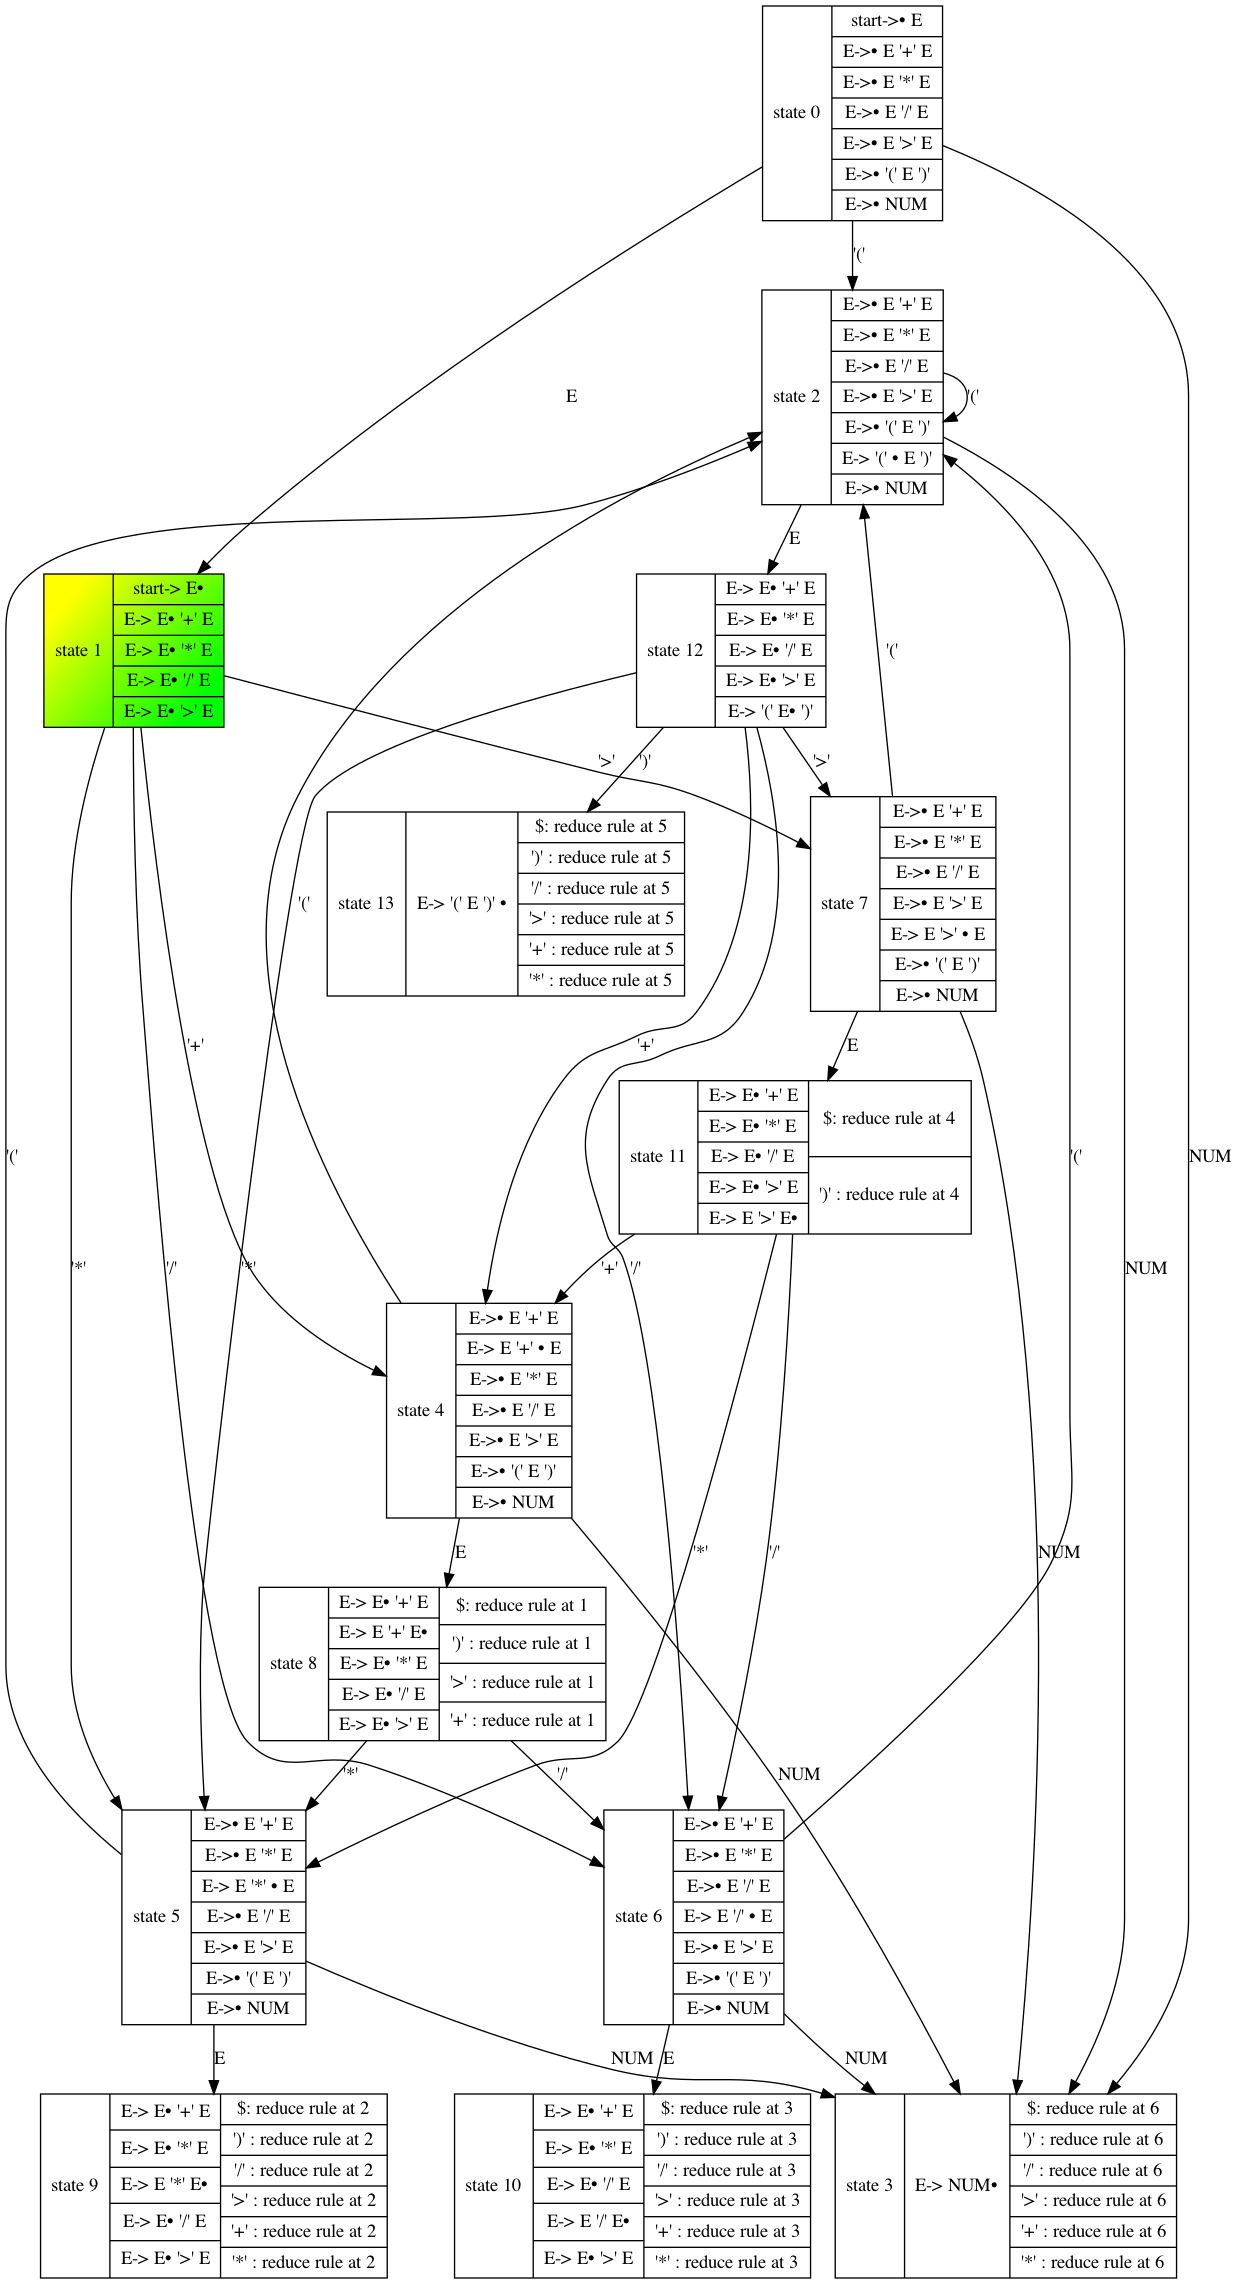 state 0
start->• E
E->• E '+' E
E->• E '*' E
E->• E '/' E
E->• E '>' E
E->• '(' E ')'
E->• NUM
'('
state 2
E->• E '+' E
E->• E '*' E
E->• E '/' E
E->• E '>' E
E->• '(' E ')'
E-> '(' • E ')'
E->• NUM
'('
E
E
state 1
start-> E•
E-> E• '+' E
E-> E• '*' E
E-> E• '/' E
E-> E• '>' E
state 12
E-> E• '+' E
E-> E• '*' E
E-> E• '/' E
E-> E• '>' E
E-> '(' E• ')'
'('
'>'
')'
'>'
state 13
E-> '(' E ')' •
$: reduce rule at 5
')' : reduce rule at 5
'/' : reduce rule at 5
'>' : reduce rule at 5
'+' : reduce rule at 5
'*' : reduce rule at 5
'('
state 7
E->• E '+' E
E->• E '*' E
E->• E '/' E
E->• E '>' E
E-> E '>' • E
E->• '(' E ')'
E->• NUM
'+'
'+'
E
state 11
E-> E• '+' E
E-> E• '*' E
E-> E• '/' E
E-> E• '>' E
E-> E '>' E•
$: reduce rule at 4
')' : reduce rule at 4
'('
'('
NUM
'*'
'/'
'*'
'+'
'/'
NUM
state 4
E->• E '+' E
E-> E '+' • E
E->• E '*' E
E->• E '/' E
E->• E '>' E
E->• '(' E ')'
E->• NUM
E
'*'
'/'
NUM
state 8
E-> E• '+' E
E-> E '+' E•
E-> E• '*' E
E-> E• '/' E
E-> E• '>' E
$: reduce rule at 1
')' : reduce rule at 1
'>' : reduce rule at 1
'+' : reduce rule at 1
'*'
'/'
NUM
state 5
E->• E '+' E
E->• E '*' E
E-> E '*' • E
E->• E '/' E
E->• E '>' E
E->• '(' E ')'
E->• NUM
state 6
E->• E '+' E
E->• E '*' E
E->• E '/' E
E-> E '/' • E
E->• E '>' E
E->• '(' E ')'
E->• NUM
E
NUM
E
NUM
state 9
E-> E• '+' E
E-> E• '*' E
E-> E '*' E•
E-> E• '/' E
E-> E• '>' E
$: reduce rule at 2
')' : reduce rule at 2
'/' : reduce rule at 2
'>' : reduce rule at 2
'+' : reduce rule at 2
'*' : reduce rule at 2
state 10
E-> E• '+' E
E-> E• '*' E
E-> E• '/' E
E-> E '/' E•
E-> E• '>' E
$: reduce rule at 3
')' : reduce rule at 3
'/' : reduce rule at 3
'>' : reduce rule at 3
'+' : reduce rule at 3
'*' : reduce rule at 3
state 3
E-> NUM•
$: reduce rule at 6
')' : reduce rule at 6
'/' : reduce rule at 6
'>' : reduce rule at 6
'+' : reduce rule at 6
'*' : reduce rule at 6